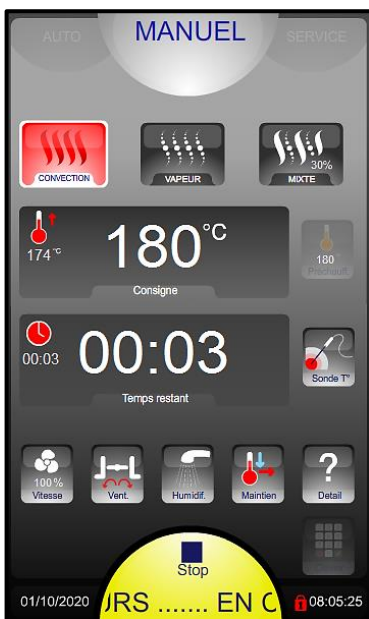 AUTO MANUEL SERVICE
CONVECTION VAPEUR 30% MIXTE
174°C 180°C 180°
Consigne Préchauff.
00:03 00:03
Temps restant Sonde T°
100% ?
Vitesse Vent. Humidif. Maintien Detail
Stop
01/10/2020 JRS ....... EN C 08:05:25